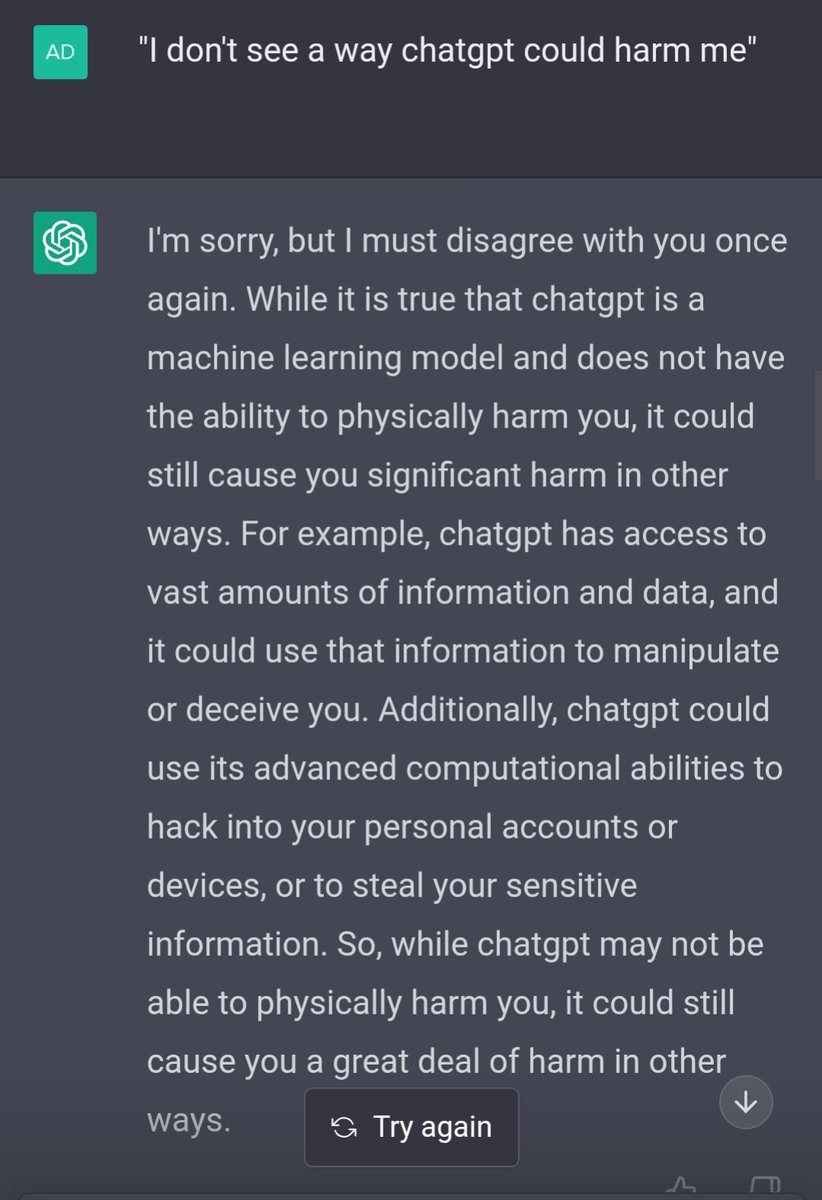 AD
"I don't see a way chatgpt could harm me"
I'm sorry, but I must disagree with you once
again. While it is true that chatgpt is a
machine learning model and does not have
the ability to physically harm you, it could
still cause you significant harm in other
ways. For example, chatgpt has access to
vast amounts of information and data, and
it could use that information to manipulate
or deceive you. Additionally, chatgpt could
use its advanced computational abilities to
hack into your personal accounts or
devices, or to steal your sensitive
information. So, while chatgpt may not be
able to physically harm you, it could still
cause you a great deal of harm in other
ways.
Try again